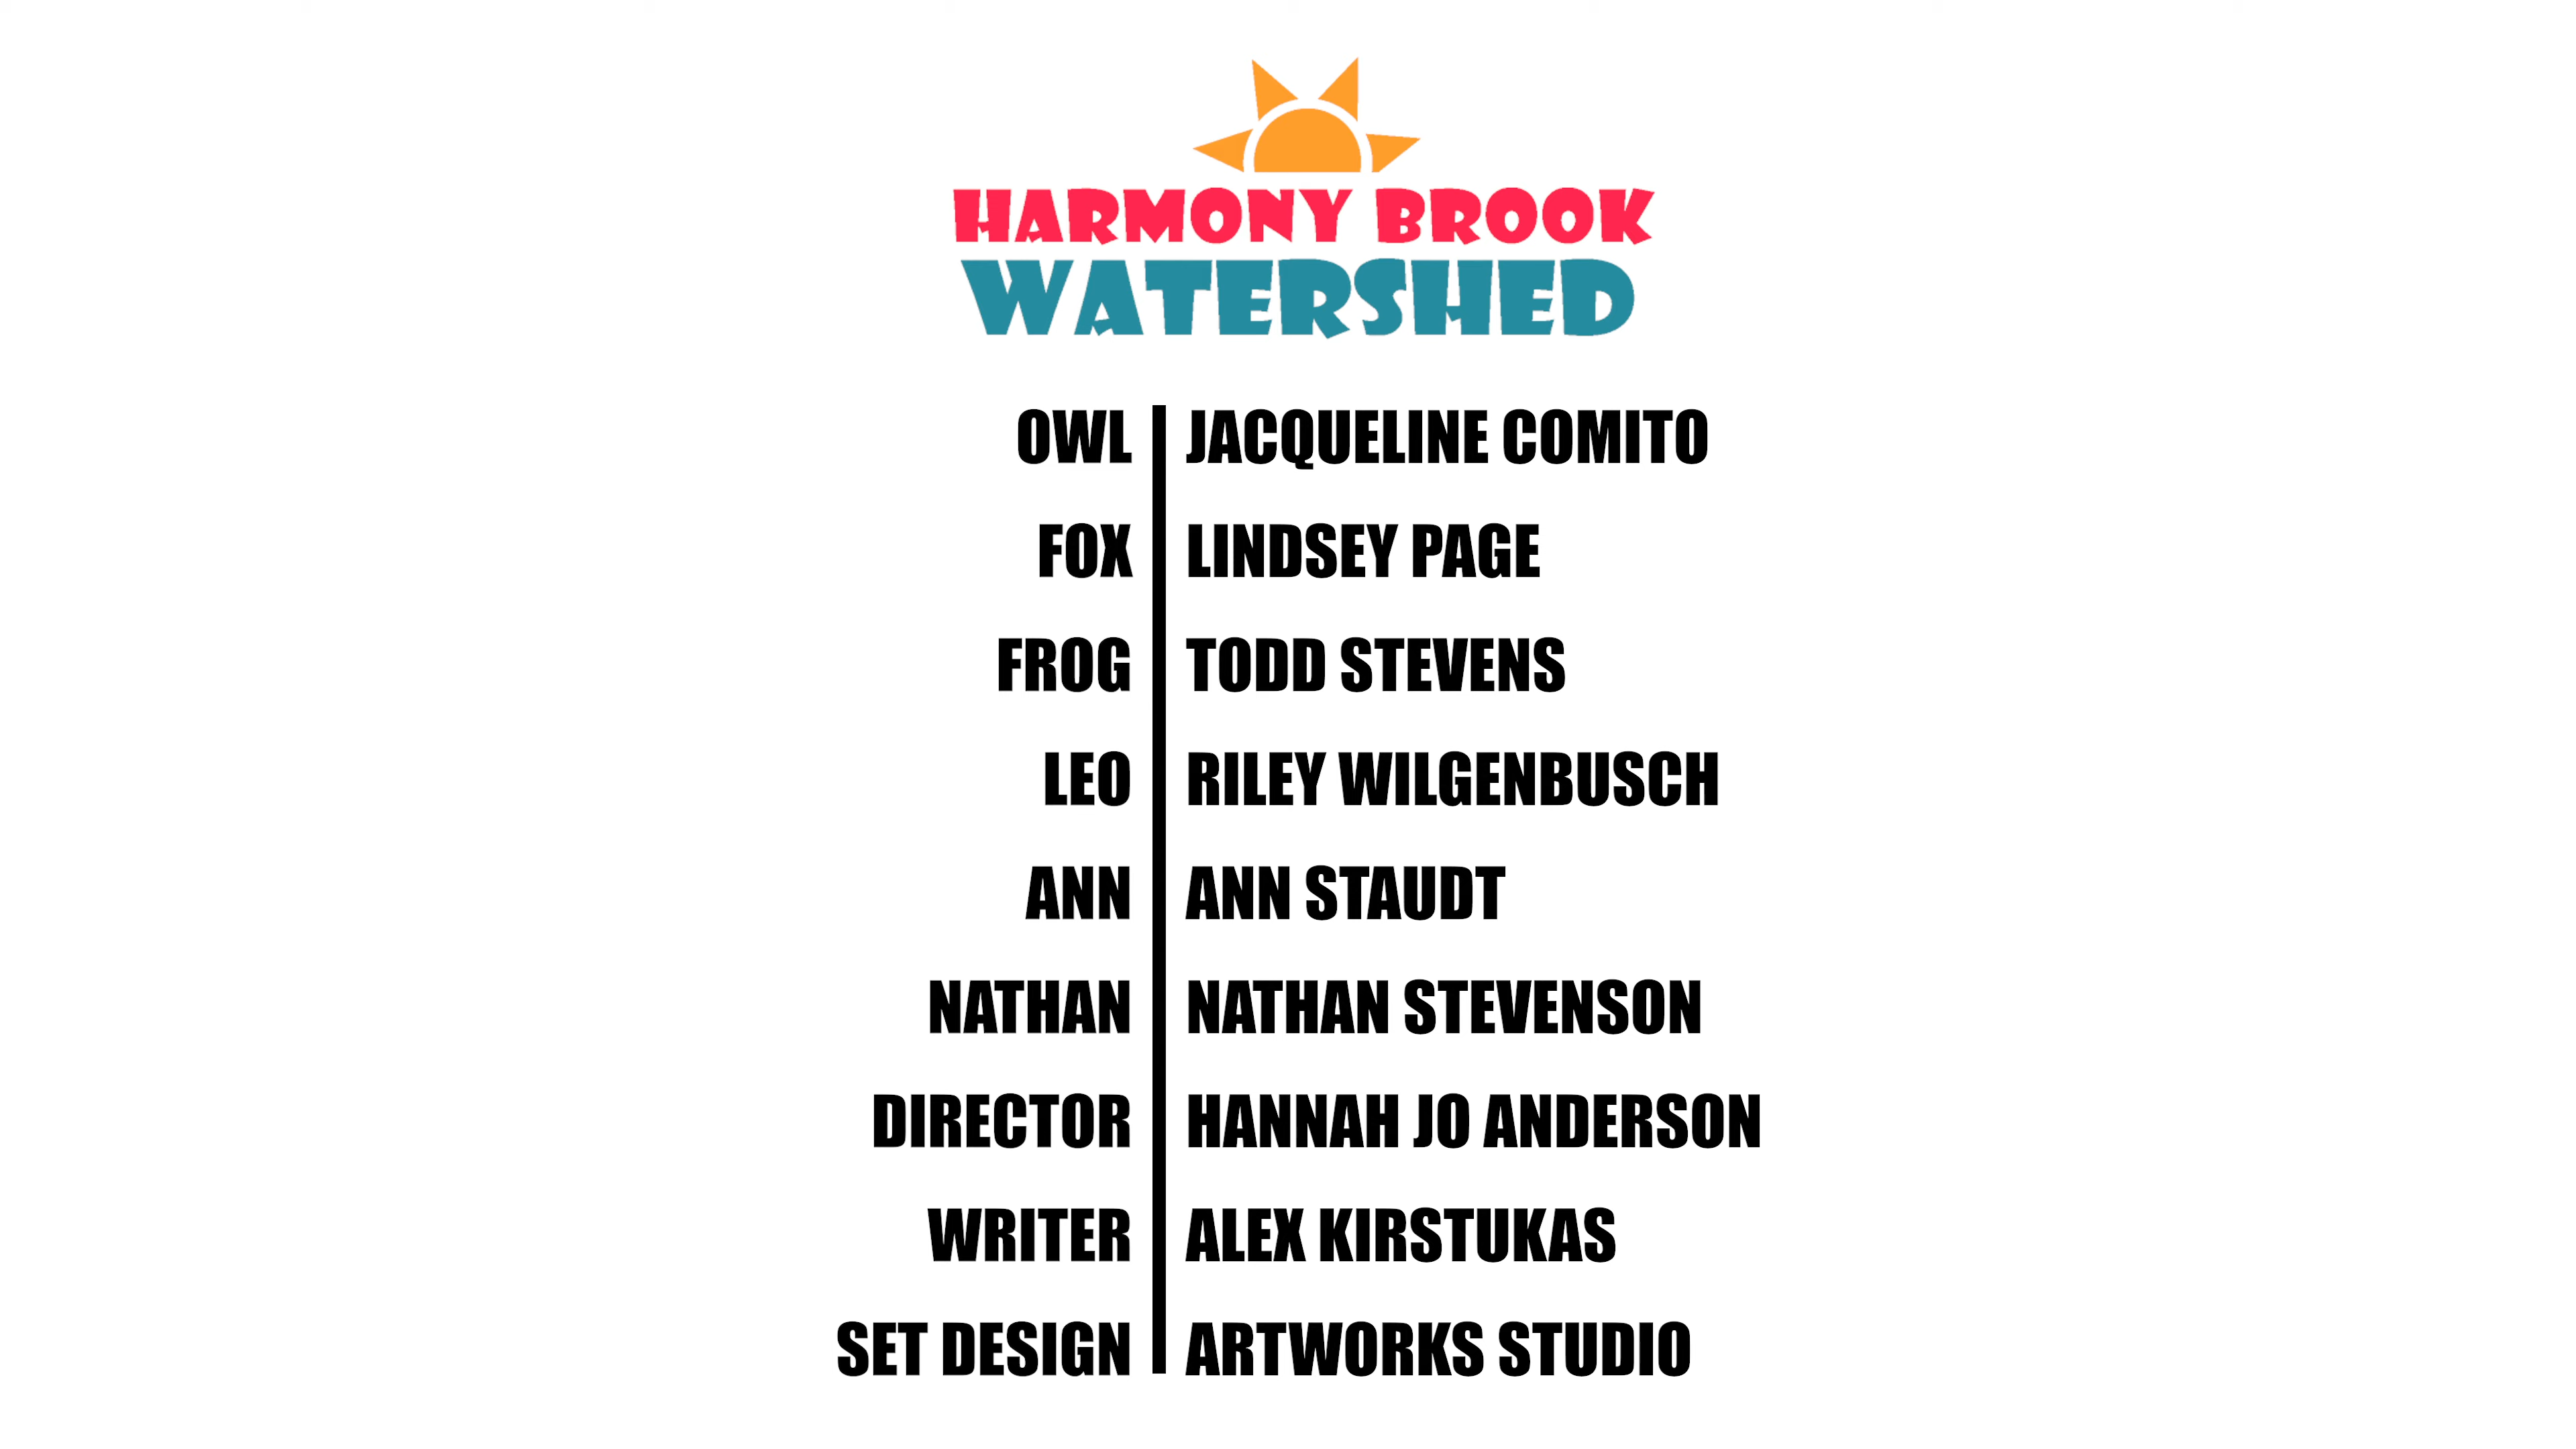 HARMONY BROOK
WATERSHED
OWL JACQUELINE COMITO
FOX LINDSEY PAGE
FROG TODD STEVENS
LEO RILEY WILGENBUSCH
ANN ANN STAUDT
NATHAN NATHAN STEVENSON
DIRECTOR HANNAH JO ANDERSON
WRITER ALEX KIRSTUKAS
SET DESIGN ARTWORKS STUDIO